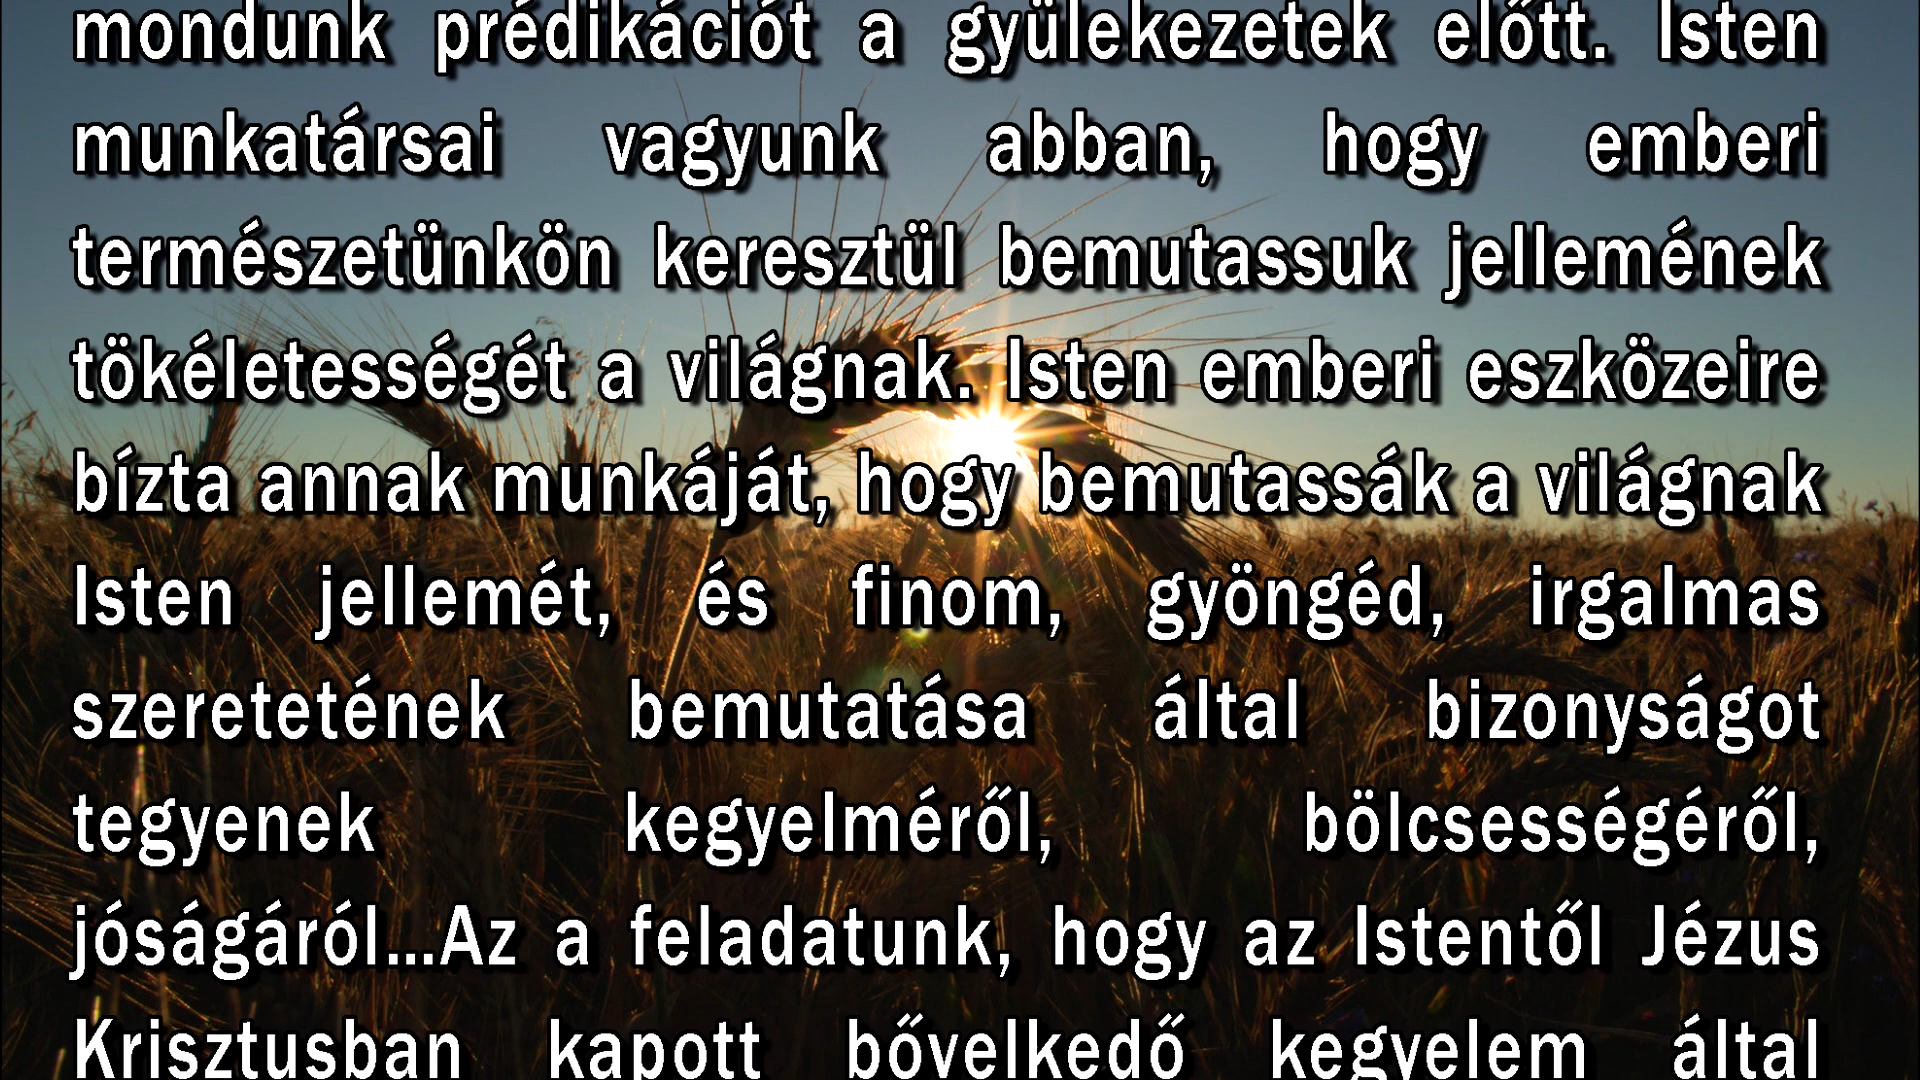 mondunk prédikációt a gyülekezetek előtt. Isten
munkatársai vagyunk abban, hogy emberi
természetünkön keresztül bemutassuk jellemének
tökéletességét a világnak. Isten emberi eszközeire
bízta annak munkáját, hogy bemutassák a világnak
Isten jellemét, és finom, gyöngéd, irgalmas
szeretetének bemutatása által bizonyságot
tegyenek kegyelméről, bölcsességéről,
jóságáról...Az a feladatunk, hogy az Istentől Jézus
Krisztusban kapott bővelkedő kegyelem által